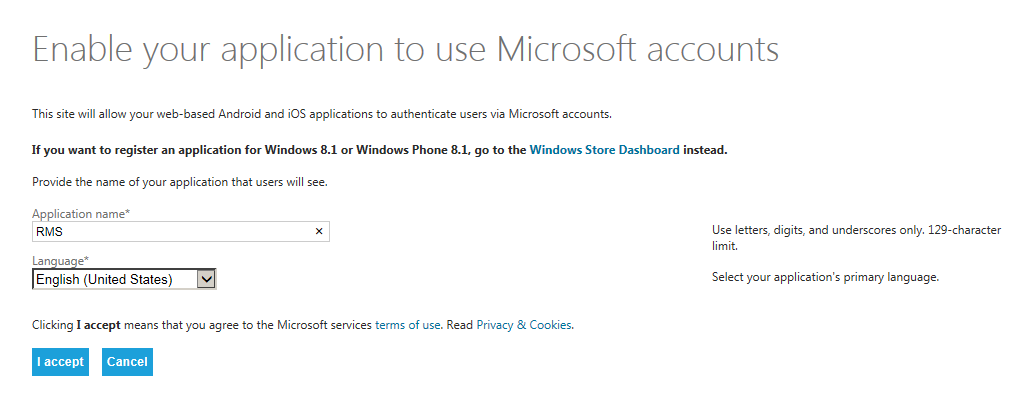 Enable your application to use Microsoft accounts
This site will allow your web-based Android and iOS applications to authenticate users via Microsoft accounts.
If you want to register an application for Windows 8.1 or Windows Phone 8.1, go to the Windows Store Dashboard instead.
Provide the name of your application that users will see.
Application name*
RMS ×
Use letters, digits, and underscores only. 129-character
limit.
Language*
English (United States)
Select your application's primary language.
Clicking I accept means that you agree to the Microsoft services terms of use. Read Privacy & Cookies.
I accept Cancel